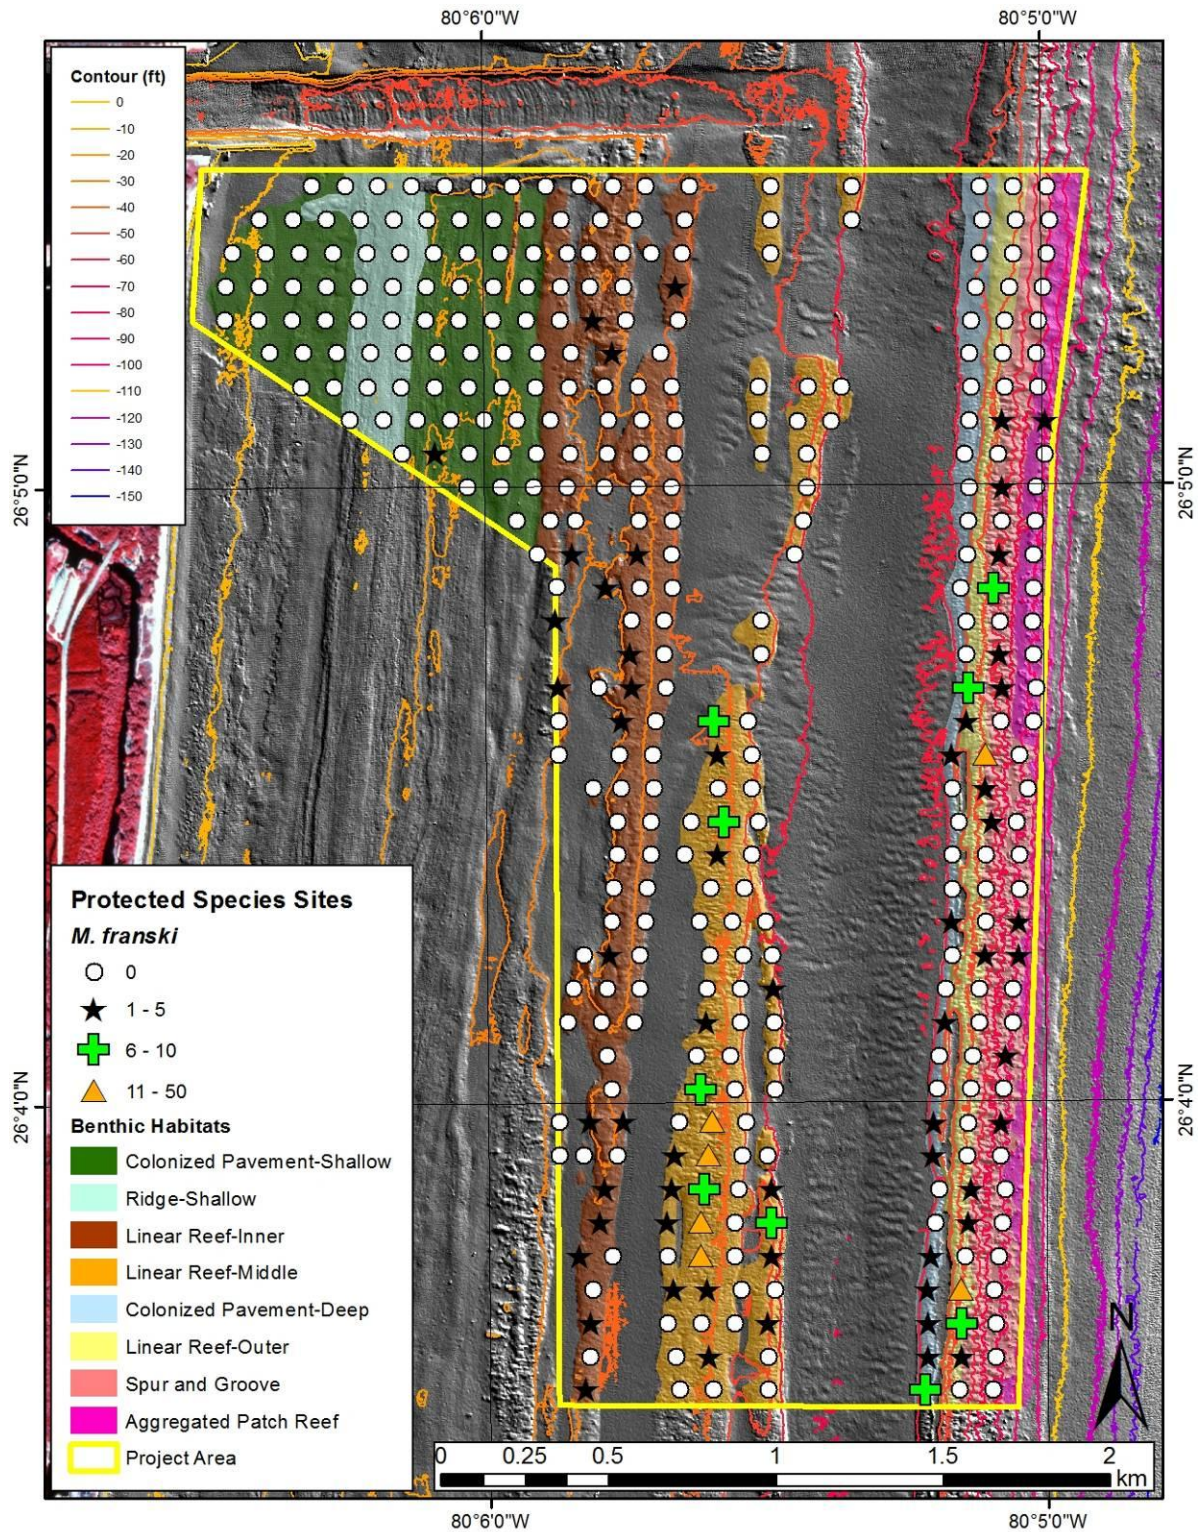 80°6'0"W
80°5'0"W
Contour (ft)
0
-10
-20
-30
-40
-50
-60
-70
-80
-90
-100
-110
-120
-130
-140
-150
26°5'0"N
26°5'0"N
Protected Species Sites
M. franski
0
1 - 5
6 - 10
11 - 50
Benthic Habitats
Colonized Pavement-Shallow
Ridge-Shallow
Linear Reef-Inner
Linear Reef-Middle
Colonized Pavement-Deep
Linear Reef-Outer
Spur and Groove
Aggregated Patch Reef
Project Area
26°4'0"N
26°4'0"N
N
0 0.25 0.5 1 1.5 2
km
80°6'0"W
80°5'0"W